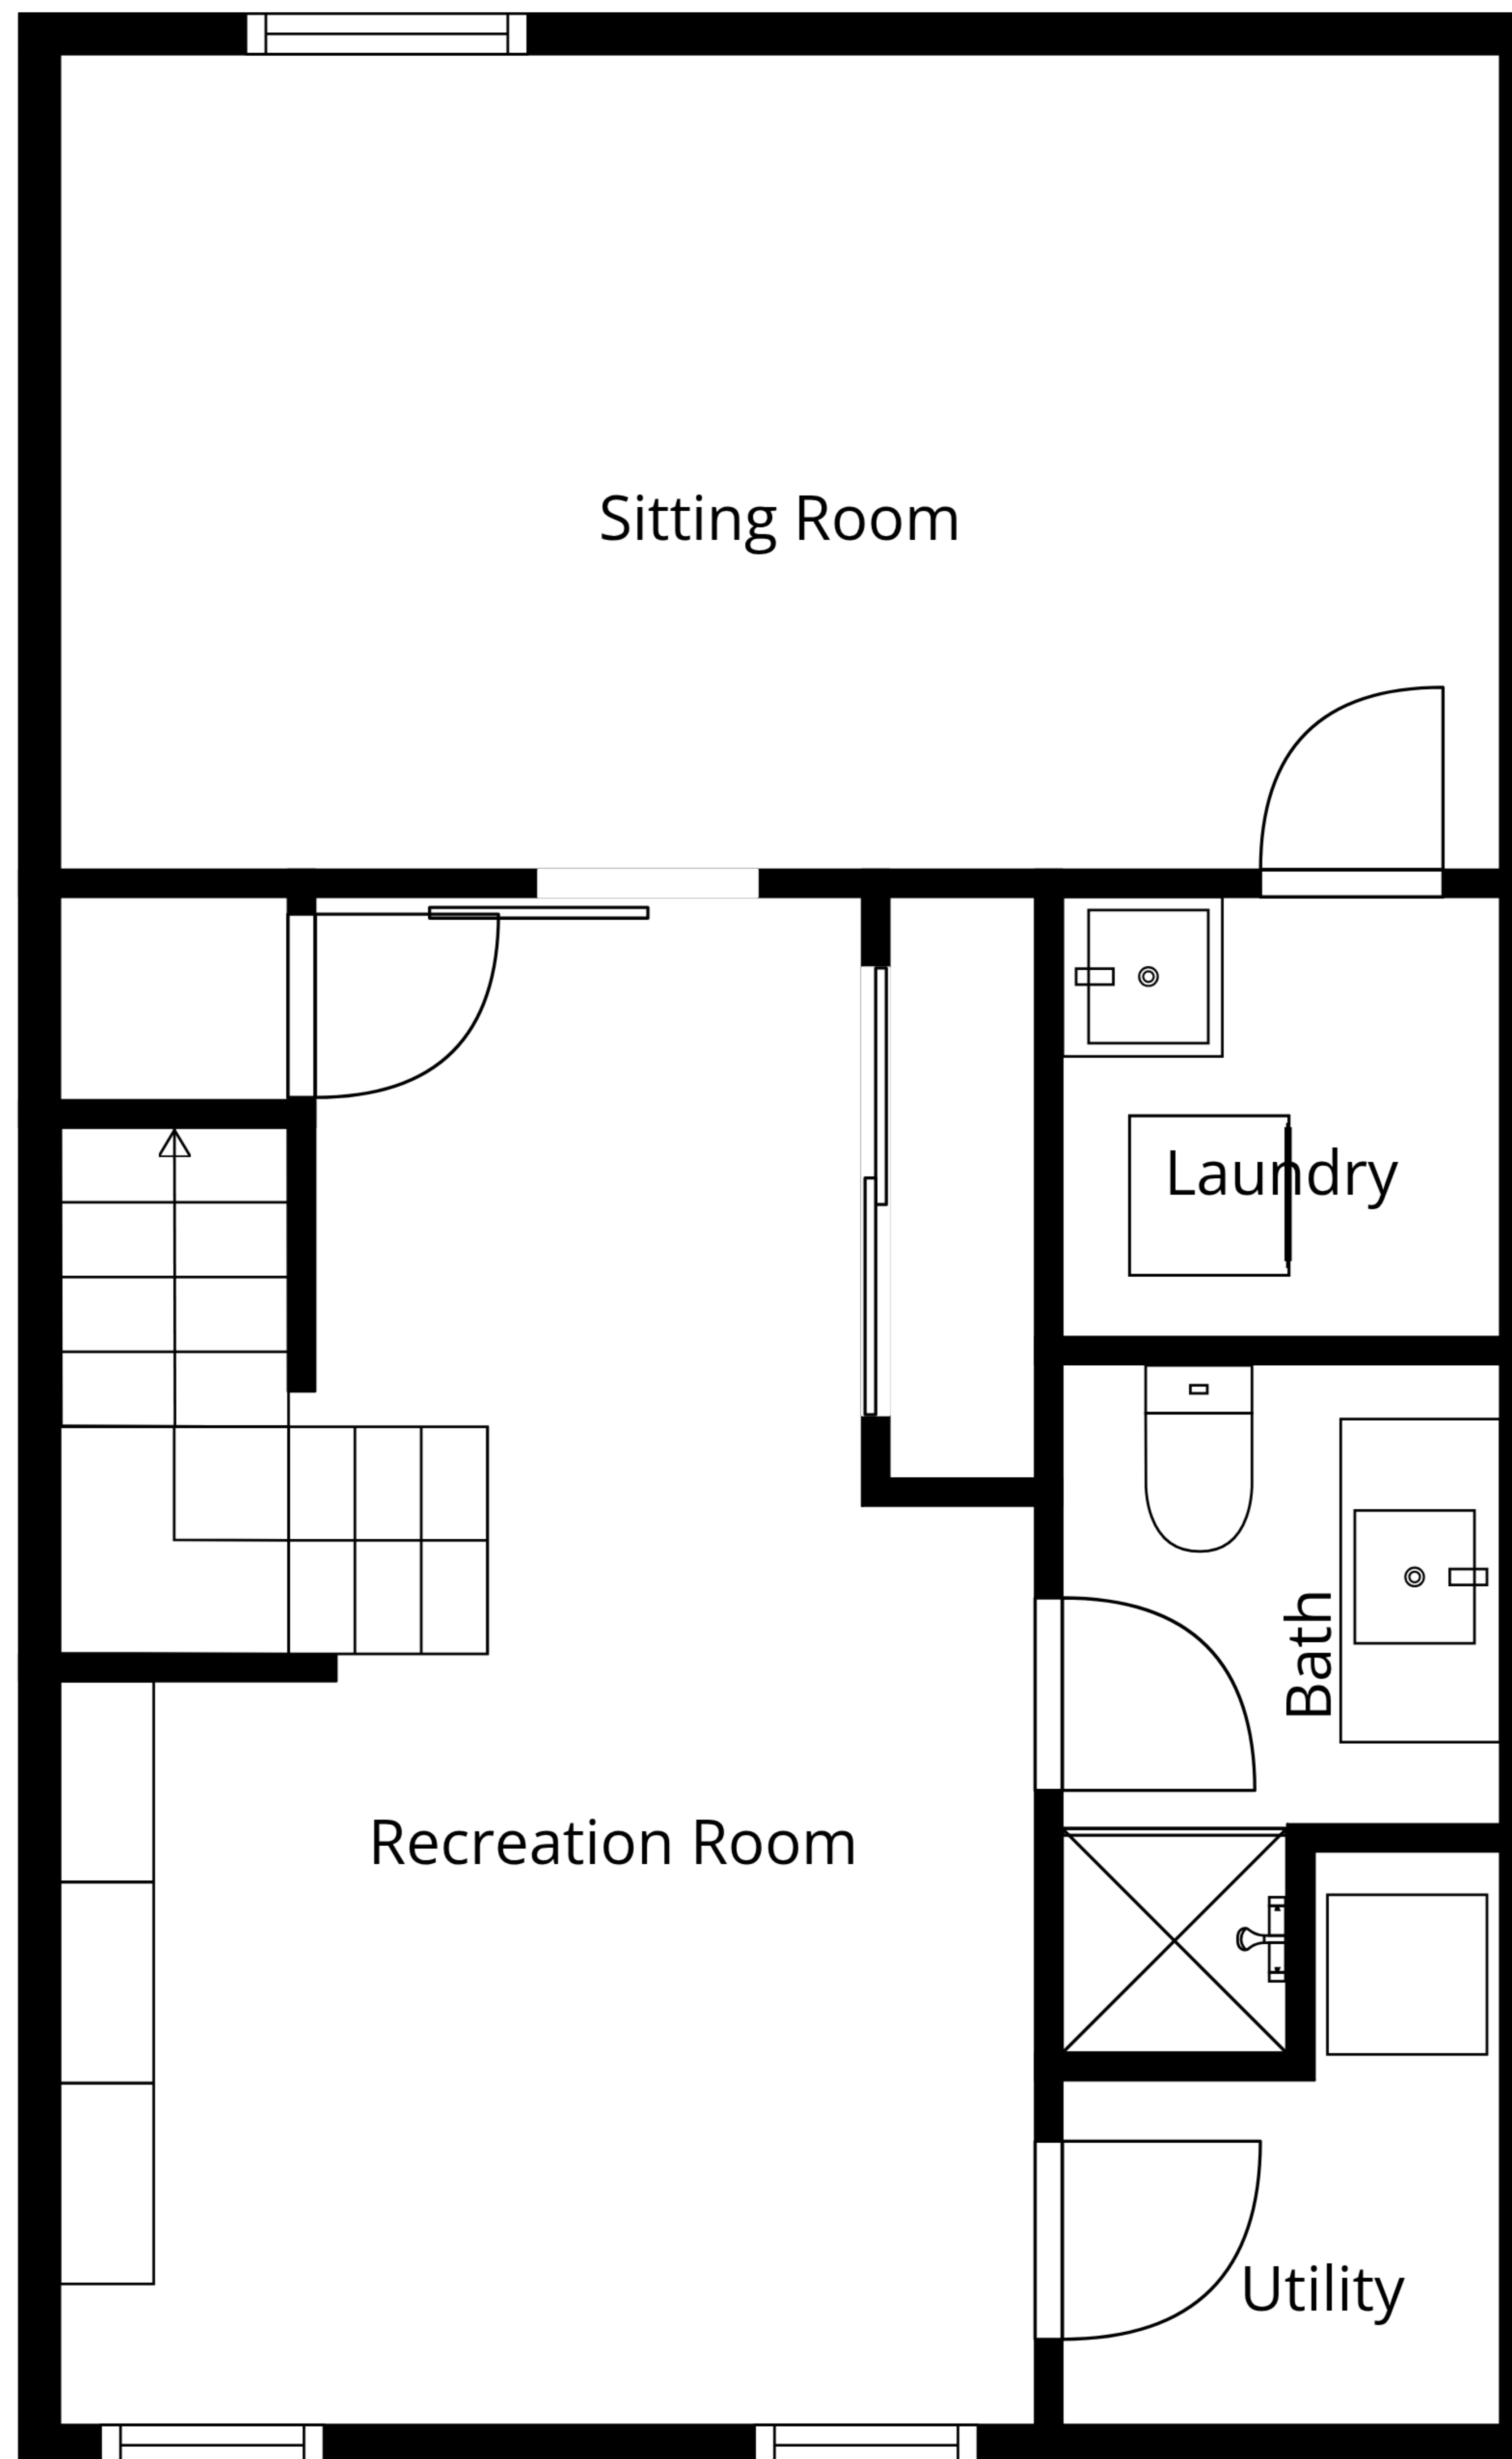 Sitting Room
Laundry
Bath
Recreation Room
Utility